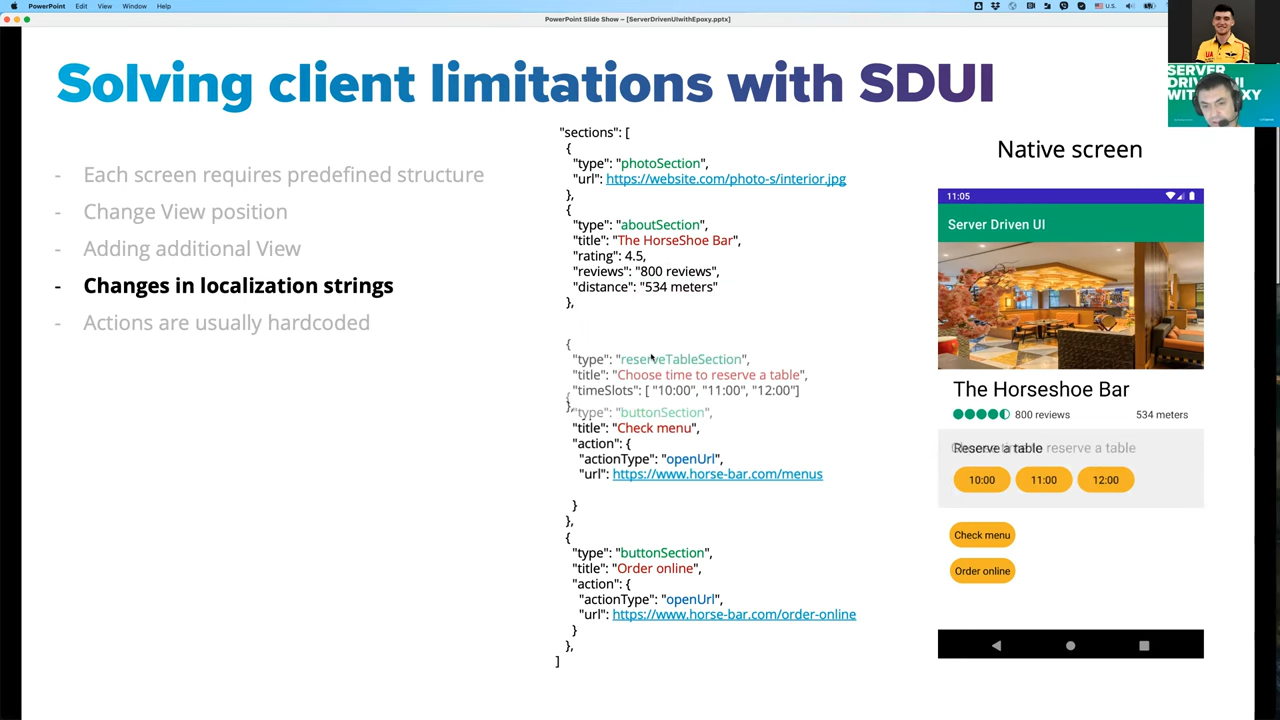 PowerPoint Edit View Window Help
U.S.
PowerPoint Slide Show – [ServerDrivenUIwithEpoxy.pptx]
Solving client limitations with SDUI
- Each screen requires predefined structure
- Change View position
- Adding additional View
- Changes in localization strings
- Actions are usually hardcoded
"sections": [
{
"type": "photoSection",
"url": https://website.com/photo-s/interior.jpg
},
{
"type": "aboutSection",
"title": "The HorseShoe Bar",
"rating": 4.5,
"reviews": "800 reviews",
"distance": "534 meters"
},
{
"type": "reserveTableSection",
"title": "Choose time to reserve a table",
"timeSlots": [ "10:00", "11:00", "12:00"]
},
{
"type": "buttonSection",
"title": "Check menu",
"action": {
"actionType": "openUrl",
"url": https://www.horse-bar.com/menus
}
},
{
"type": "buttonSection",
"title": "Order online",
"action": {
"actionType": "openUrl",
"url": https://www.horse-bar.com/order-online
}
},
]
Native screen
11:05
Server Driven UI
The Horseshoe Bar
800 reviews 534 meters
Reserve a table
reserve a table
10:00 11:00 12:00
Check menu
Order online
UA
SERVER
DRIVEN UI
WITH EPOXY